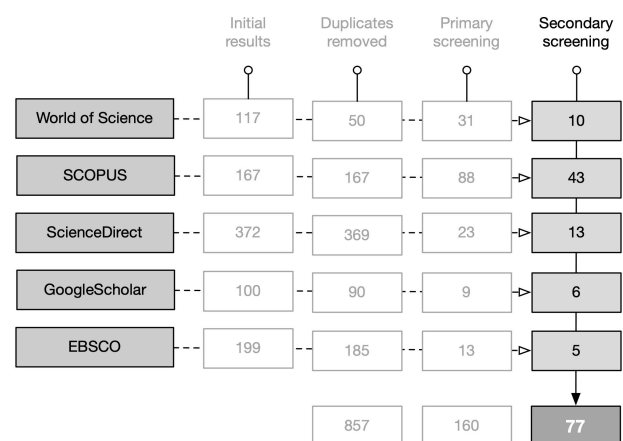 Initial results
Duplicates removed
Primary screening
Secondary screening
World of Science 117 50 31 10
SCOPUS 167 167 88 43
ScienceDirect 372 369 23 13
GoogleScholar 100 90 9 6
EBSCO 199 185 13 5
857 160 77